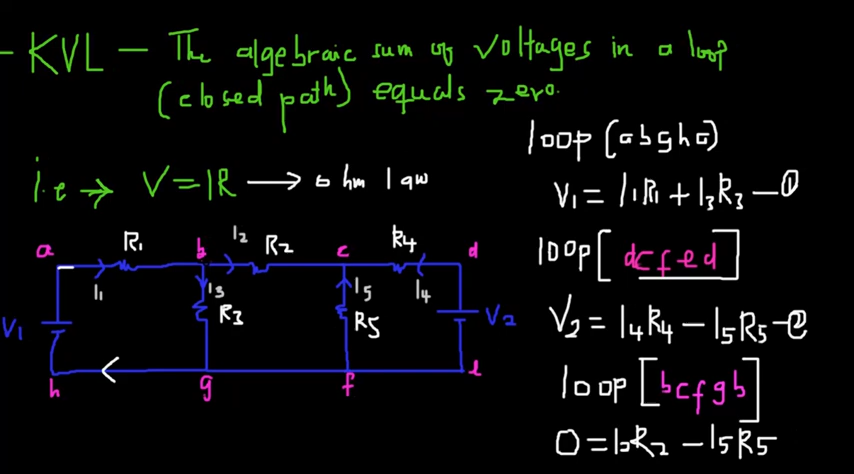 - KVL - The algebraic sum of voltages in a loop
(closed path) equals zero.
i.e → V = IR → ohm law
loop (abgha)
V1 = I1R1 + I3R3 - ①
loop [dcfed]
V2 = I4R4 - I5R5 - ②
loop [bcfgb]
0 = I2R2 - I5R5
a R1 b I2 R2 c R4 d
I1 I3 R3 I5 R5 I4
V1 V2
h g f e